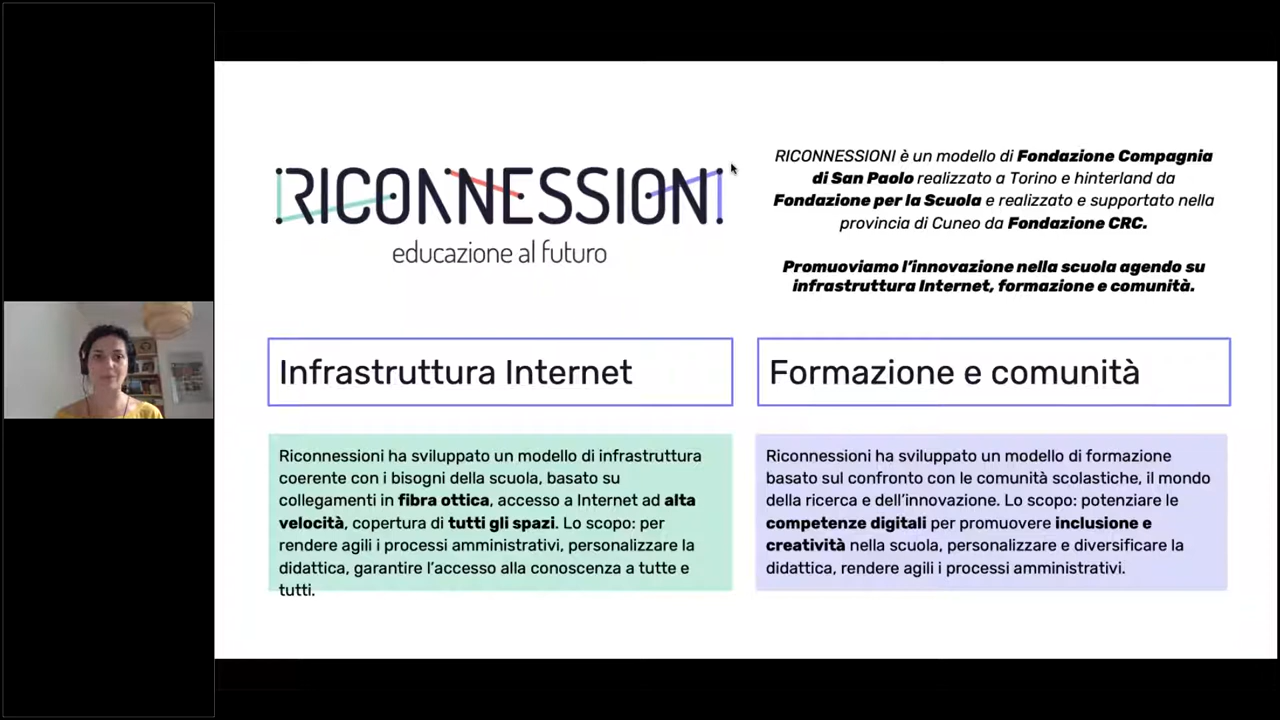 RICONNESSIONI
educazione al futuro
RICONNESSIONI è un modello di Fondazione Compagnia
di San Paolo realizzato a Torino e hinterland da
Fondazione per la Scuola e realizzato e supportato nella
provincia di Cuneo da Fondazione CRC.
Promuoviamo l'innovazione nella scuola agendo su
infrastruttura Internet, formazione e comunità.
Infrastruttura Internet
Riconnessioni ha sviluppato un modello di infrastruttura
coerente con i bisogni della scuola, basato su
collegamenti in fibra ottica, accesso a Internet ad alta
velocità, copertura di tutti gli spazi. Lo scopo: per
rendere agili i processi amministrativi, personalizzare la
didattica, garantire l'accesso alla conoscenza a tutte e
tutti.
Formazione e comunità
Riconnessioni ha sviluppato un modello di formazione
basato sul confronto con le comunità scolastiche, il mondo
della ricerca e dell'innovazione. Lo scopo: potenziare le
competenze digitali per promuovere inclusione e
creatività nella scuola, personalizzare e diversificare la
didattica, rendere agili i processi amministrativi.